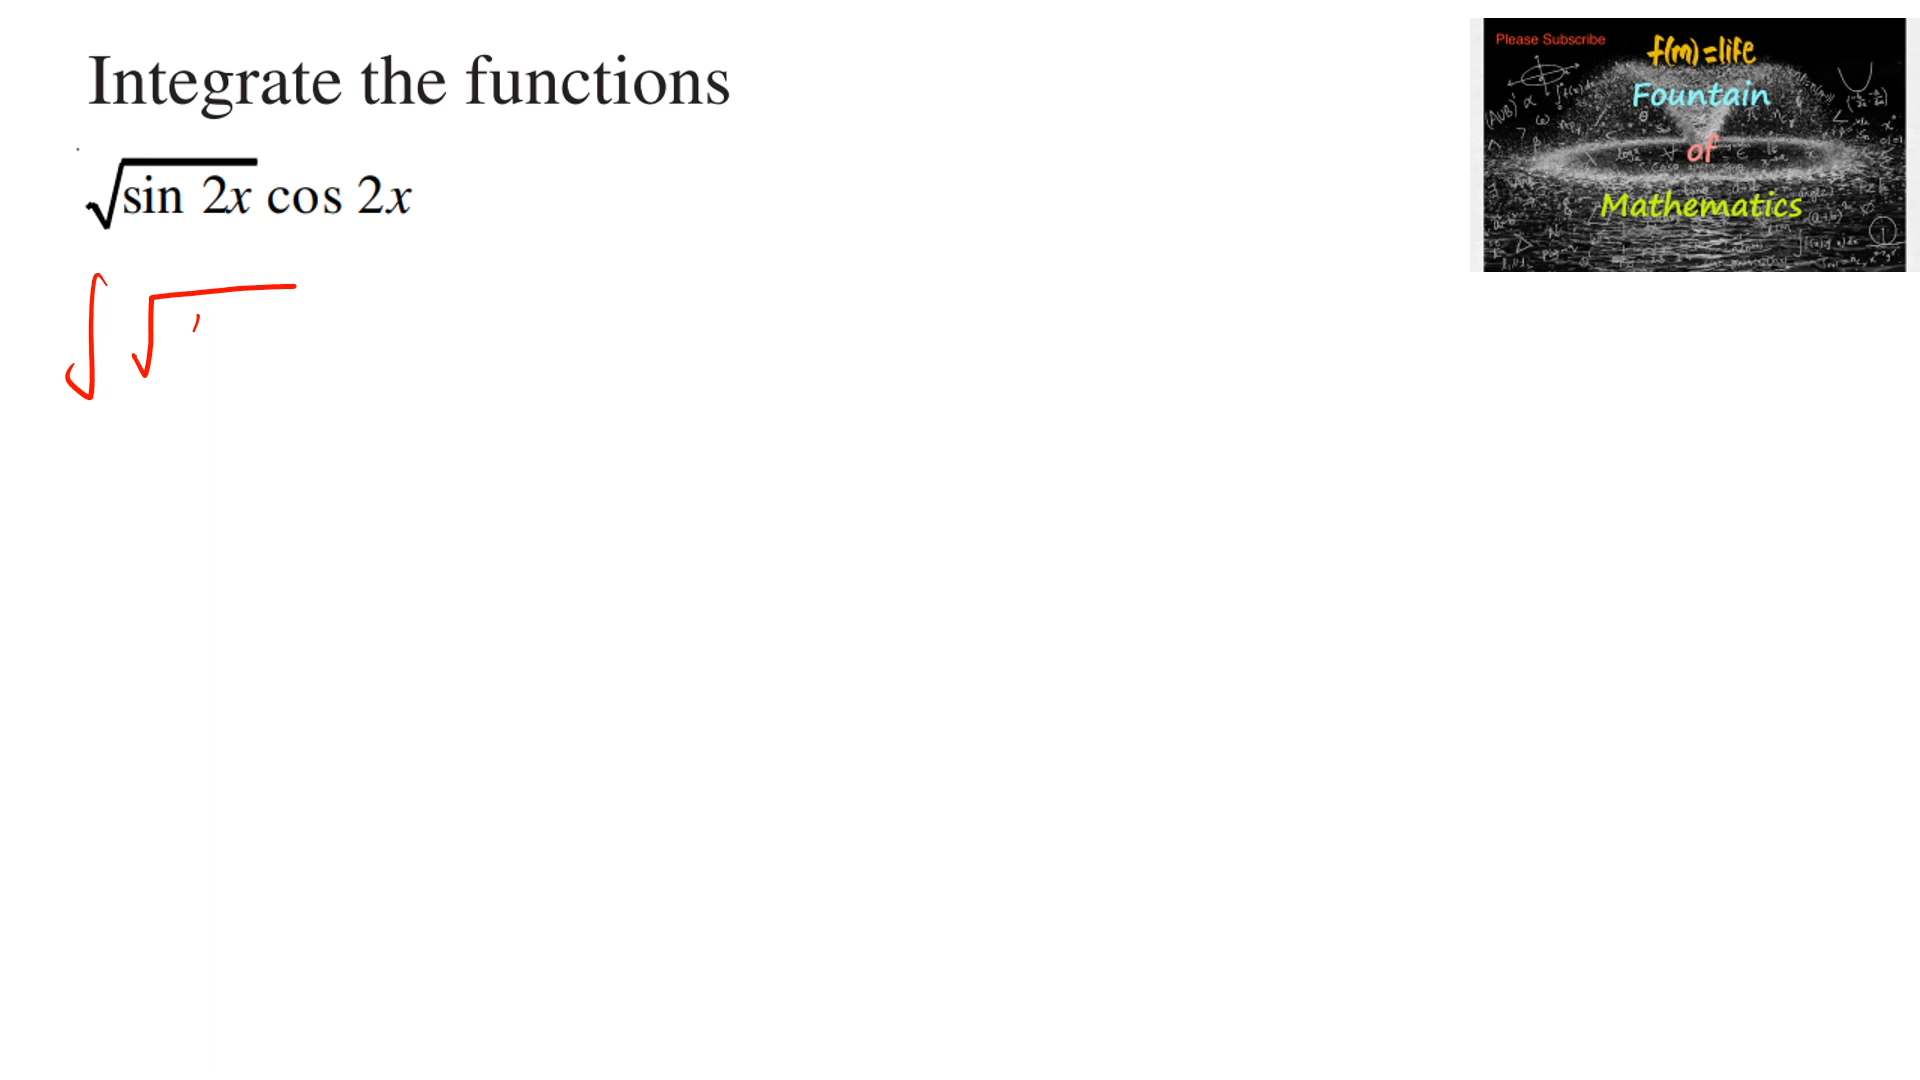 Integrate the functions
√sin 2x cos 2x
∫ √
Please Subscribe
f(m)=life
Fountain
of
Mathematics